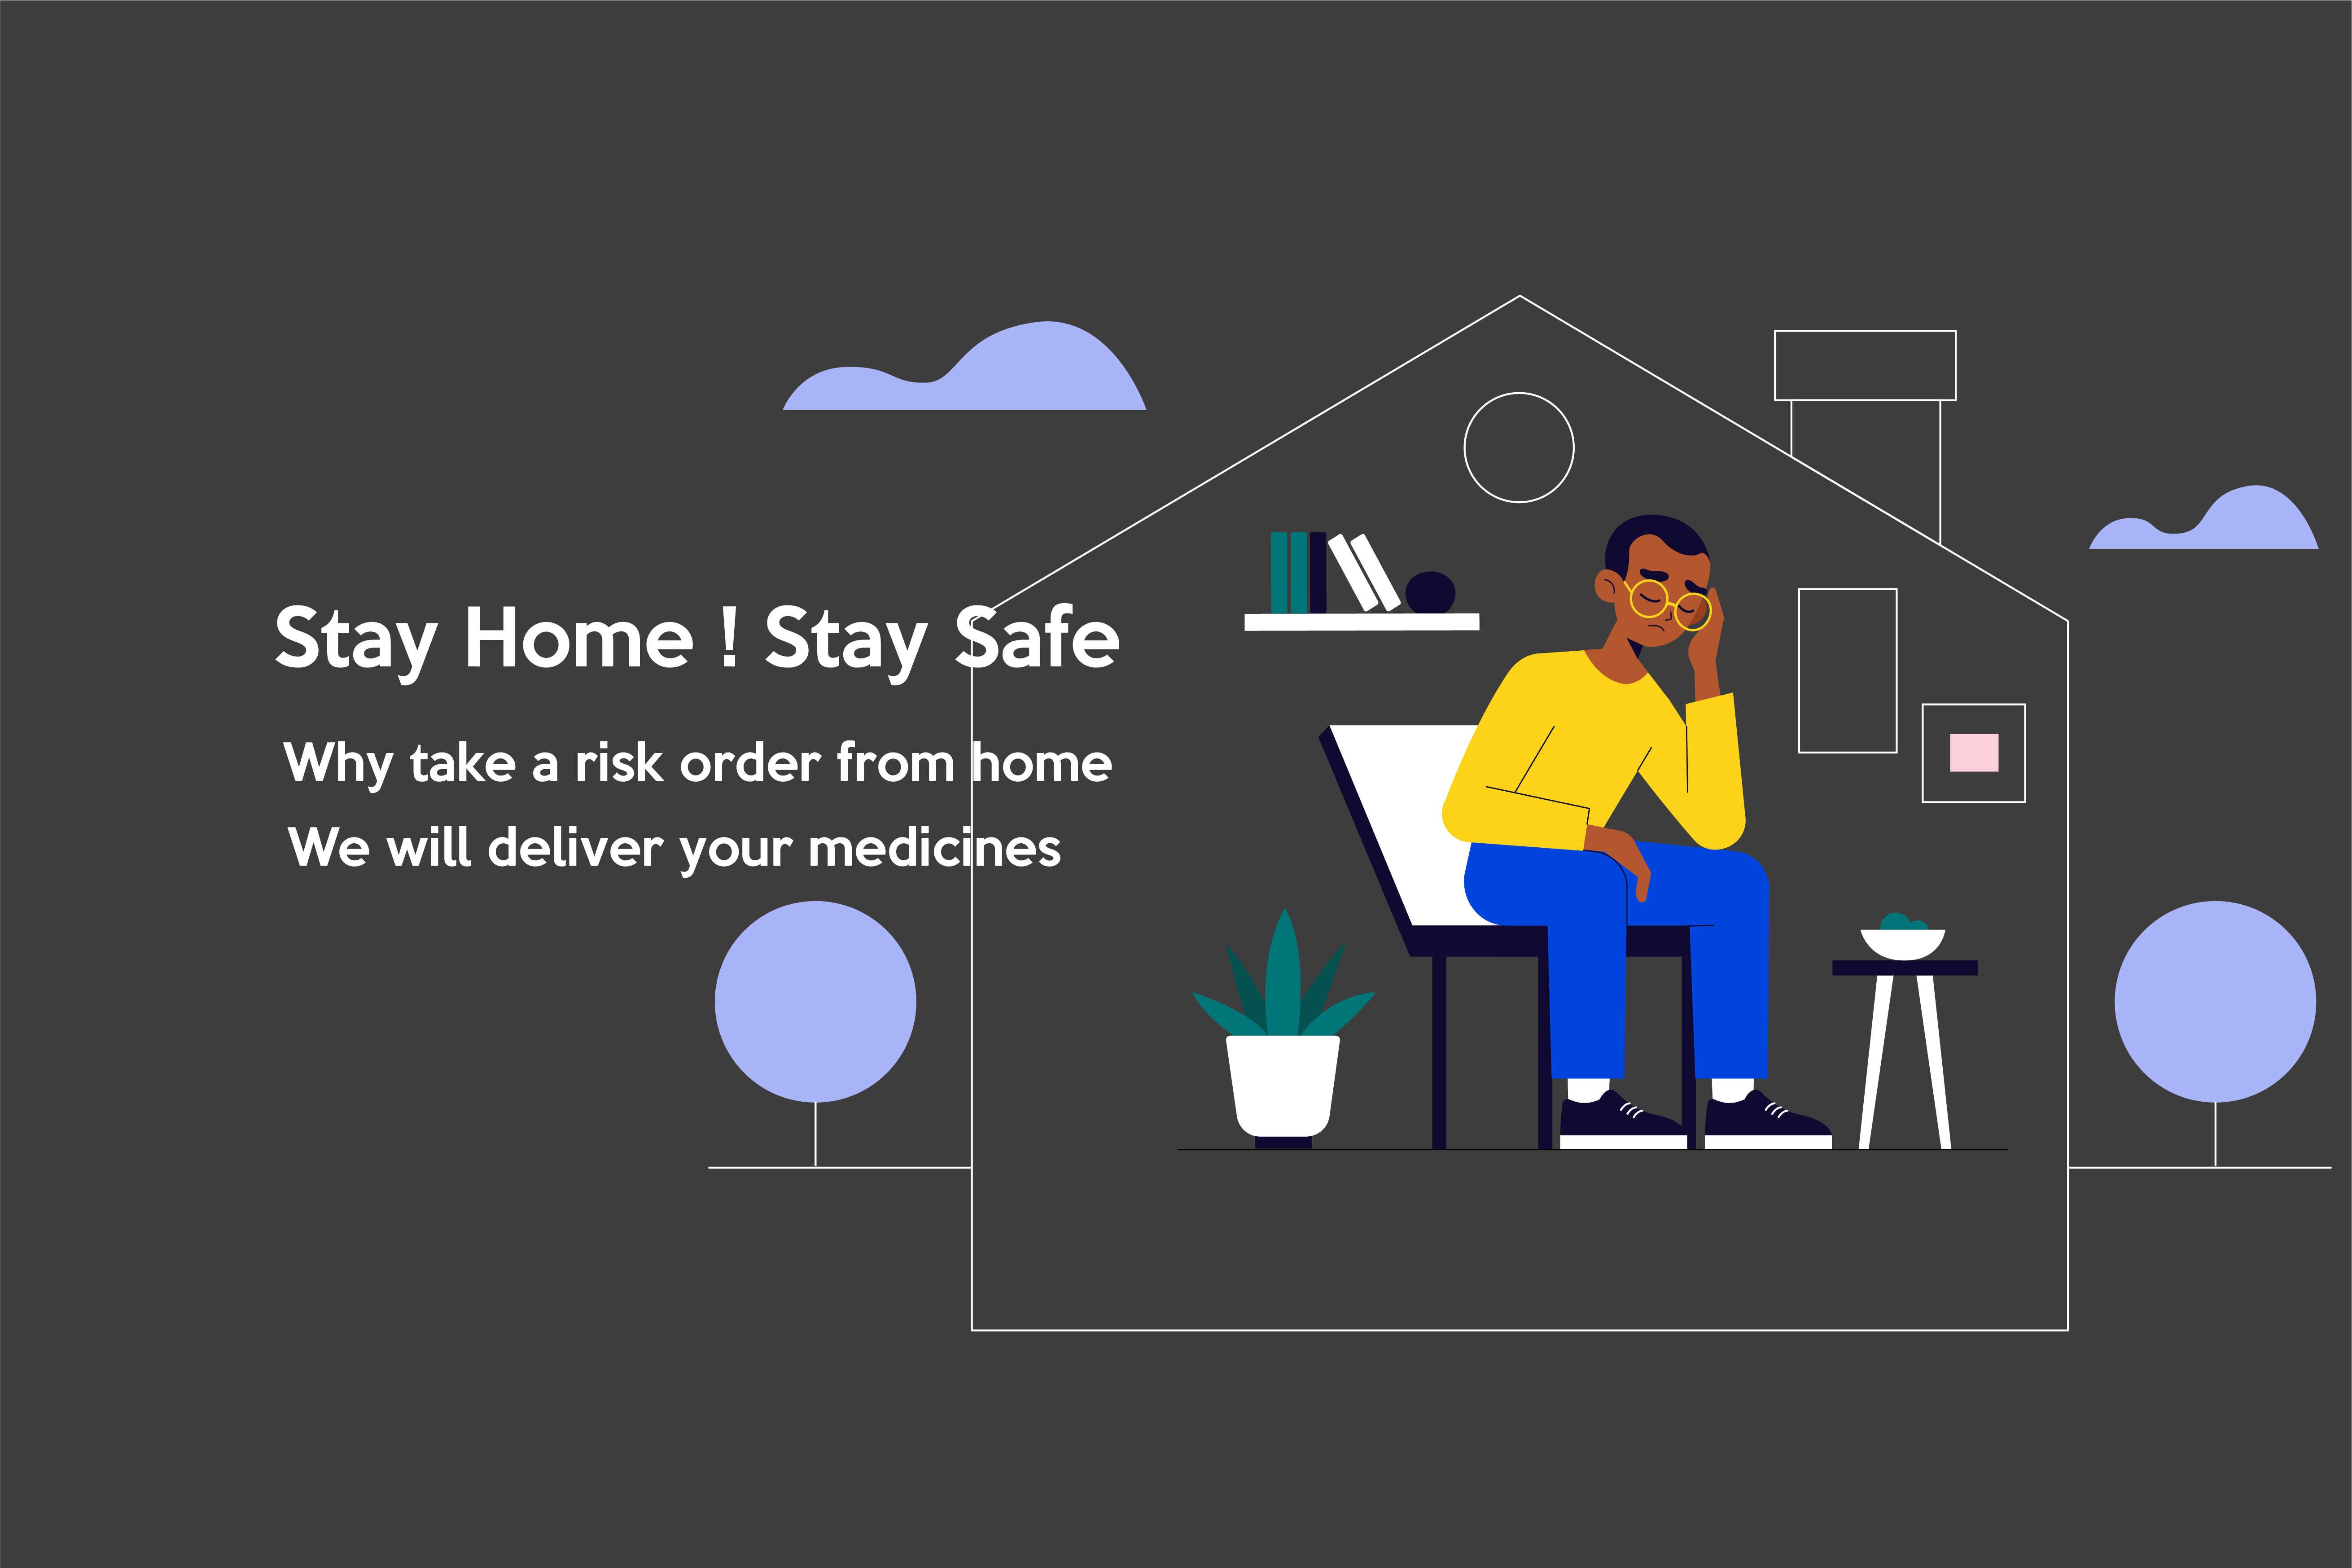 Stay Home ! Stay Safe
Why take a risk order from home
We will deliver your medicines